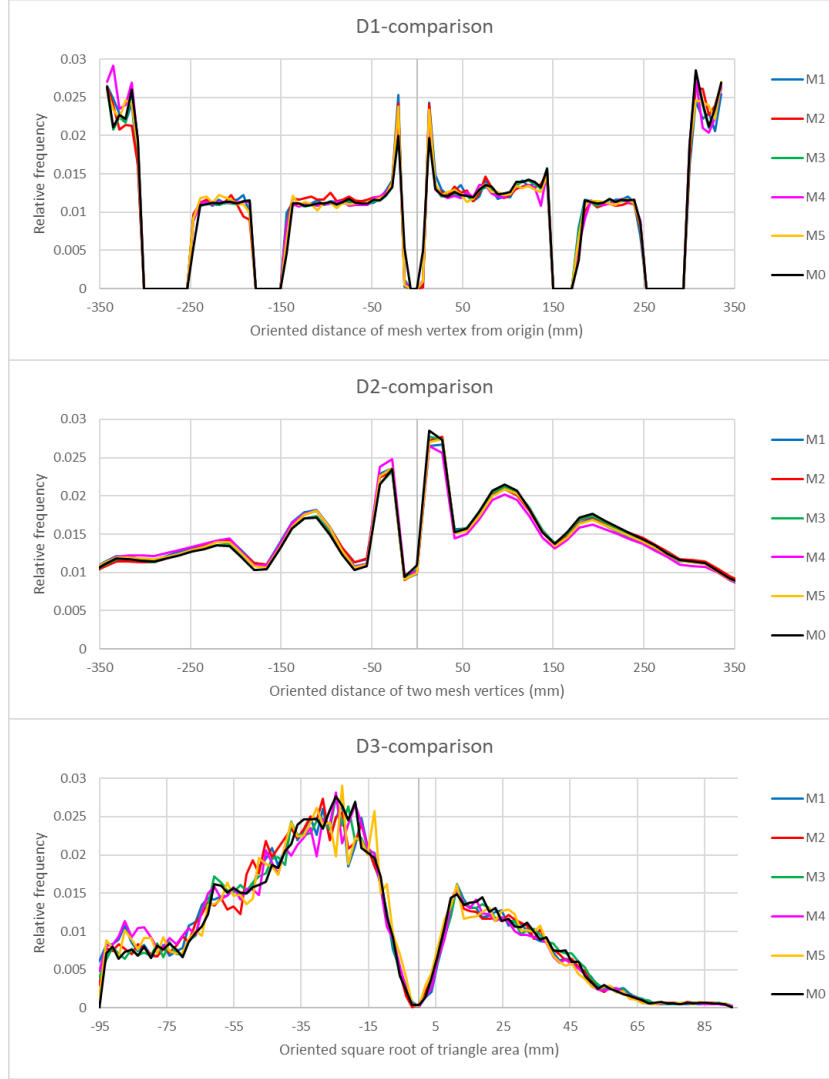 D1-comparison
0.03
0.025
0.02
0.015
0.01
0.005
0
Relative frequency
-350 -250 -150 -50 50 150 250 350
Oriented distance of mesh vertex from origin (mm)
M1
M2
M3
M4
M5
M0
D2-comparison
0.03
0.025
0.02
0.015
0.01
0.005
0
Relative frequency
-350 -250 -150 -50 50 150 250 350
Oriented distance of two mesh vertices (mm)
M1
M2
M3
M4
M5
M0
D3-comparison
0.03
0.025
0.02
0.015
0.01
0.005
0
Relative frequency
-95 -75 -55 -35 -15 5 25 45 65 85
Oriented square root of triangle area (mm)
M1
M2
M3
M4
M5
M0